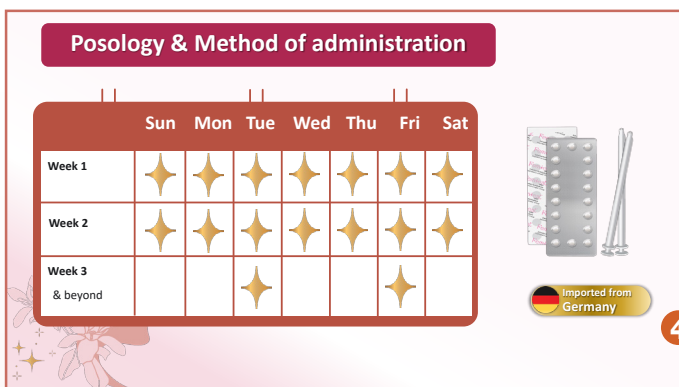 Posology & Method of administration
Sun Mon Tue Wed Thu Fri Sat
Week 1
Week 2
Week 3
& beyond
Imported from
Germany
4